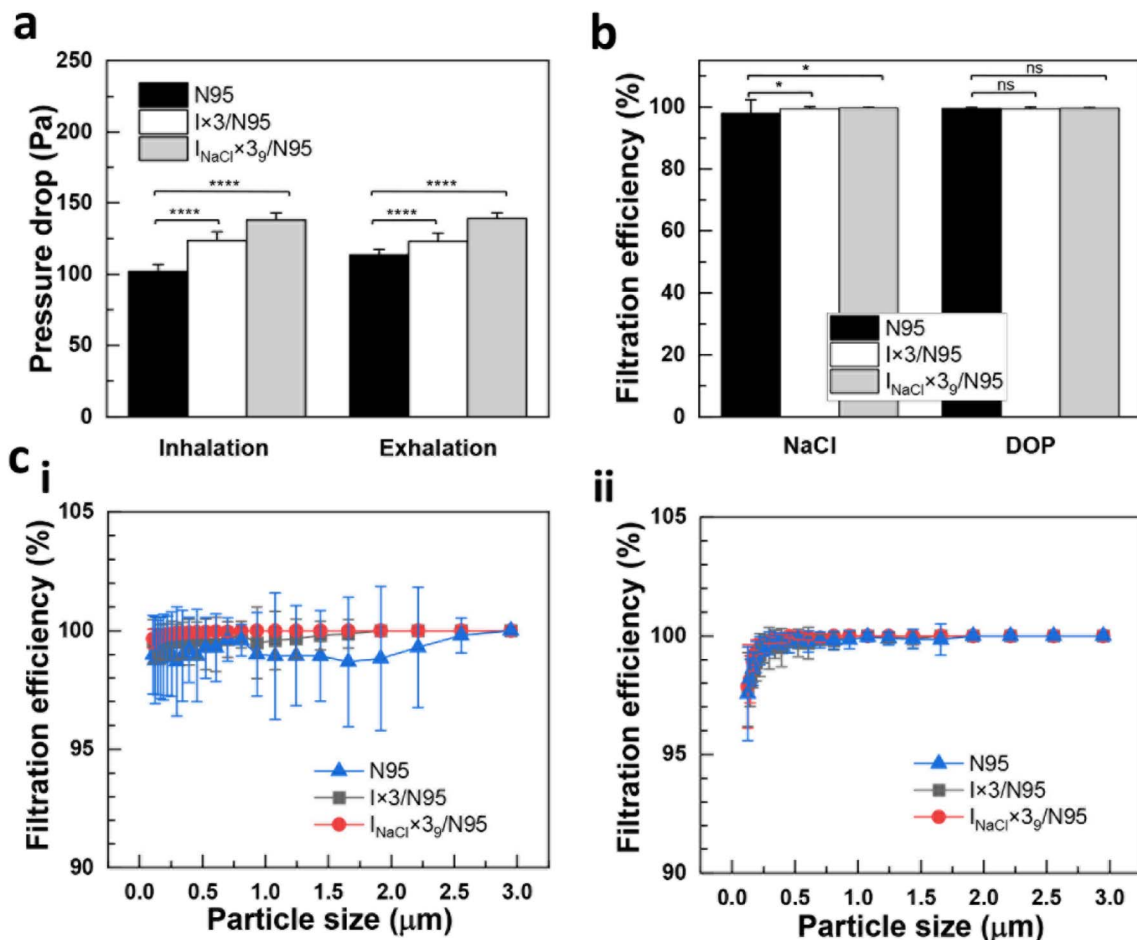 a
250
200
150
100
50
0
Pressure drop (Pa)
N95
I×3/N95
I_NaCl×3_9/N95
****
****
****
****
Inhalation
Exhalation
b
100
80
60
40
20
0
Filtration efficiency (%)
*
*
ns
ns
N95
I×3/N95
I_NaCl×3_9/N95
NaCl
DOP
c
i
105
100
95
90
Filtration efficiency (%)
N95
I×3/N95
I_NaCl×3_9/N95
0.0 0.5 1.0 1.5 2.0 2.5 3.0
Particle size (μm)
ii
105
100
95
90
Filtration efficiency (%)
N95
I×3/N95
I_NaCl×3_9/N95
0.0 0.5 1.0 1.5 2.0 2.5 3.0
Particle size (μm)